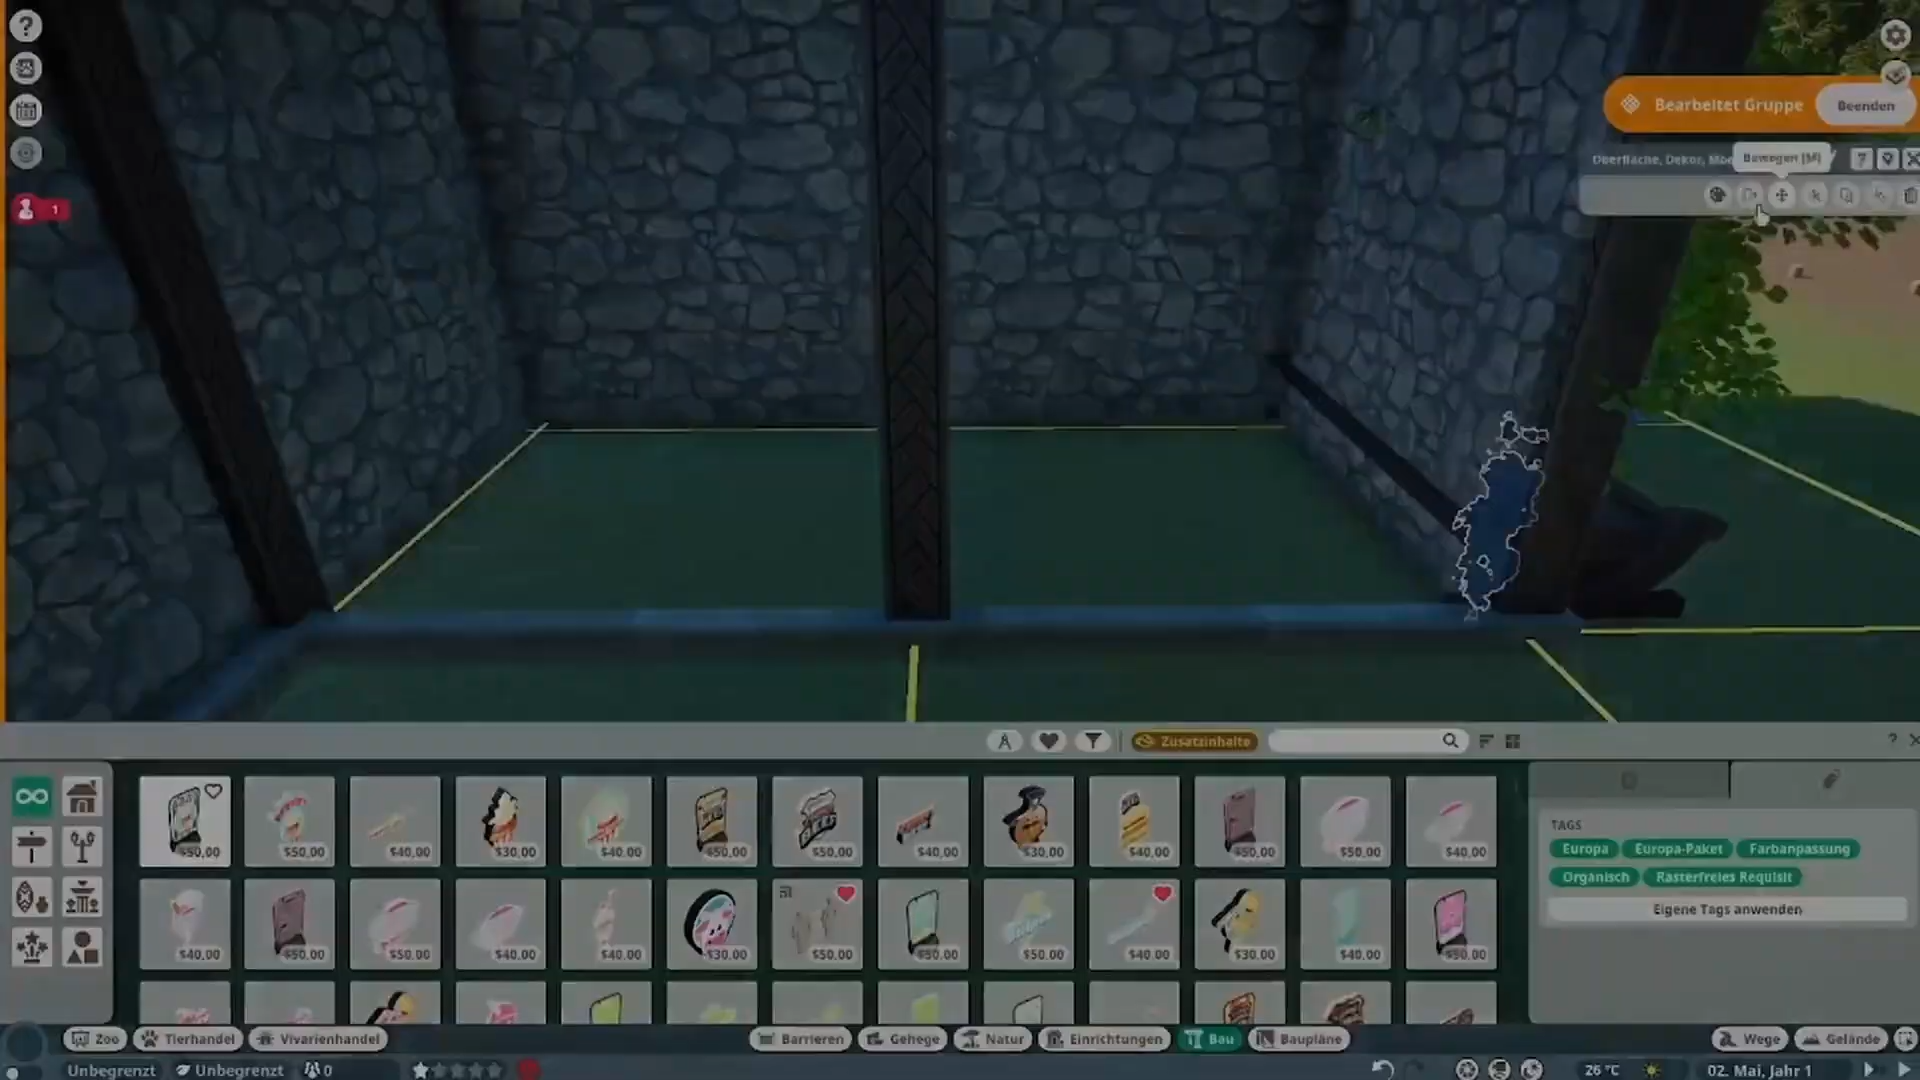 Bearbeitet Gruppe
Beenden
Oberfläche, Dekor,
Bewegen [M]
1
Zusatzinhalte
$50,00 $50,00 $40,00 $30,00 $40,00 $50,00 $50,00 $40,00 $30,00 $40,00 $50,00 $50,00 $40,00
$40,00 $50,00 $50,00 $40,00 $40,00 $30,00 $50,00 $50,00 $50,00 $40,00 $30,00 $40,00 $50,00
TAGS
Europa Europa-Paket Farbanpassung
Organisch Rasterfreies Requisit
Eigene Tags anwenden
Zoo Tierhandel Vivarienhandel Barrieren Gehege Natur Einrichtungen Bau Baupläne Wege Gelände
Unbegrenzt Unbegrenzt 0 26 °C 02. Mai, Jahr 1